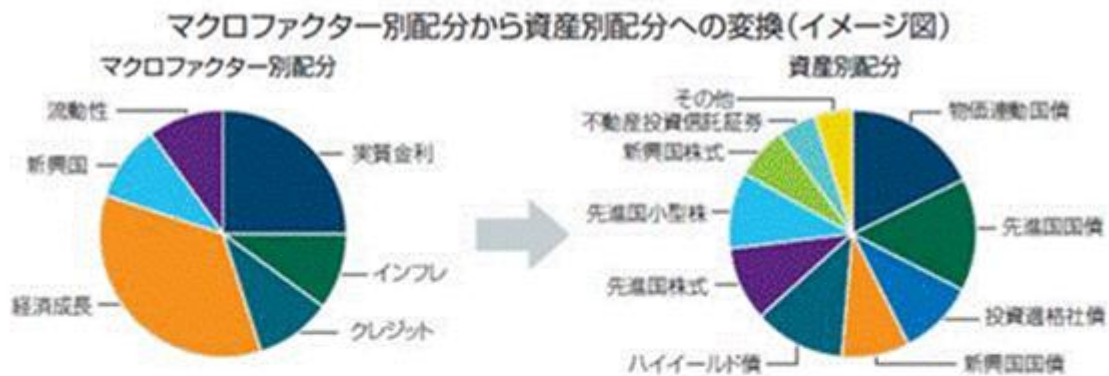 マクロファクター別配分から資産別配分への変換(イメージ図)
マクロファクター別配分
流動性
新興国
経済成長
実質金利
インフレ
クレジット
資産別配分
その他
不動産投資信託証券
新興国株式
先進国小型株
先進国株式
ハイイールド債
物価連動国債
先進国国債
投資適格社債
新興国国債